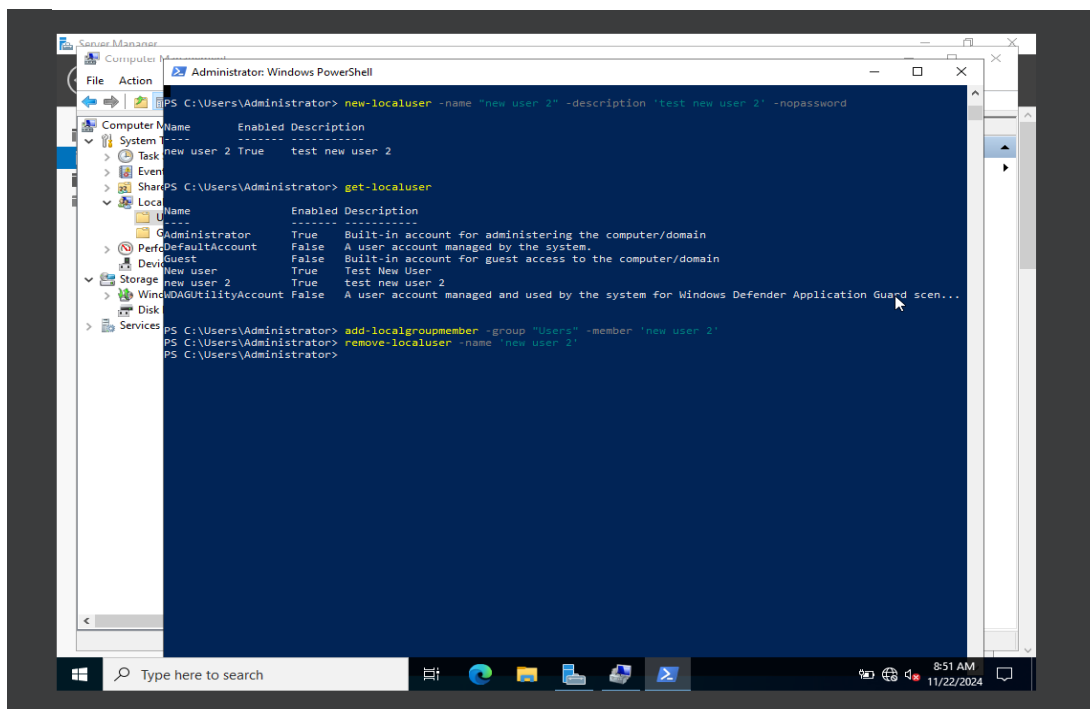 Server Manager
Computer
File Action
Administrator: Windows PowerShell
Computer M
System T
Task
Even
Share
Loca
U
G
Perfo
Devic
Storage
Wind
Disk
Services
PS C:\Users\Administrator> new-localuser -name "new user 2" -description 'test new user 2' -nopassword
Name Enabled Description
---- ------- -----------
new user 2 True test new user 2
PS C:\Users\Administrator> get-localuser
Name Enabled Description
---- ------- -----------
Administrator True Built-in account for administering the computer/domain
DefaultAccount False A user account managed by the system.
Guest False Built-in account for guest access to the computer/domain
New user True Test New User
new user 2 True test new user 2
WDAGUtilityAccount False A user account managed and used by the system for Windows Defender Application Guard scen...
PS C:\Users\Administrator> add-localgroupmember -group "Users" -member 'new user 2'
PS C:\Users\Administrator> remove-localuser -name 'new user 2'
PS C:\Users\Administrator>
Type here to search
8:51 AM
11/22/2024